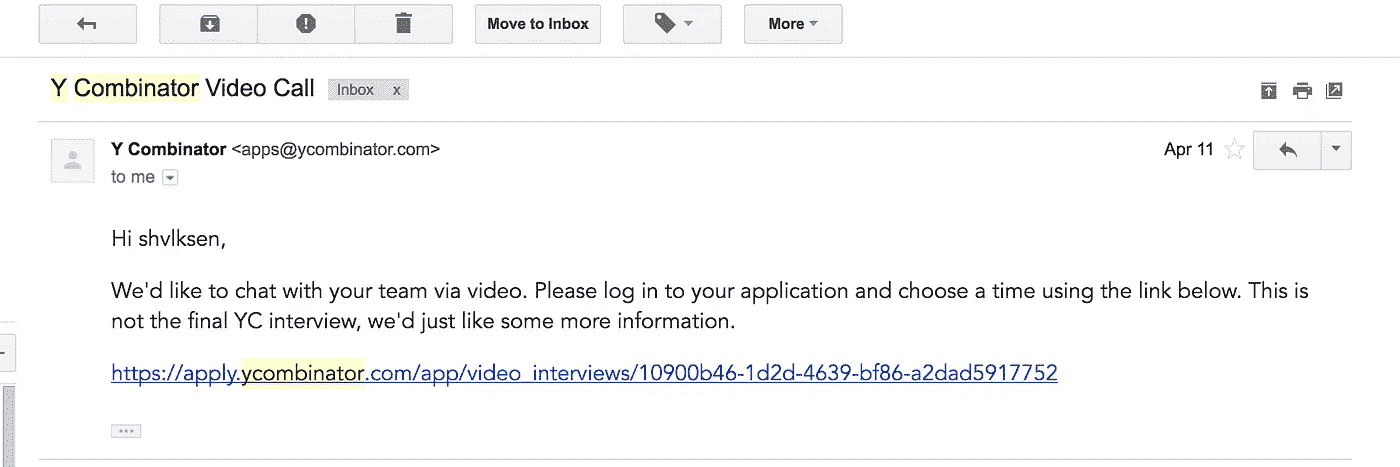 Move to Inbox More
Y Combinator Video Call Inbox x
Y Combinator <apps@ycombinator.com> Apr 11
to me
Hi shvlksen,
We'd like to chat with your team via video. Please log in to your application and choose a time using the link below. This is
not the final YC interview, we'd just like some more information.
https://apply.ycombinator.com/app/video_interviews/10900b46-1d2d-4639-bf86-a2dad5917752